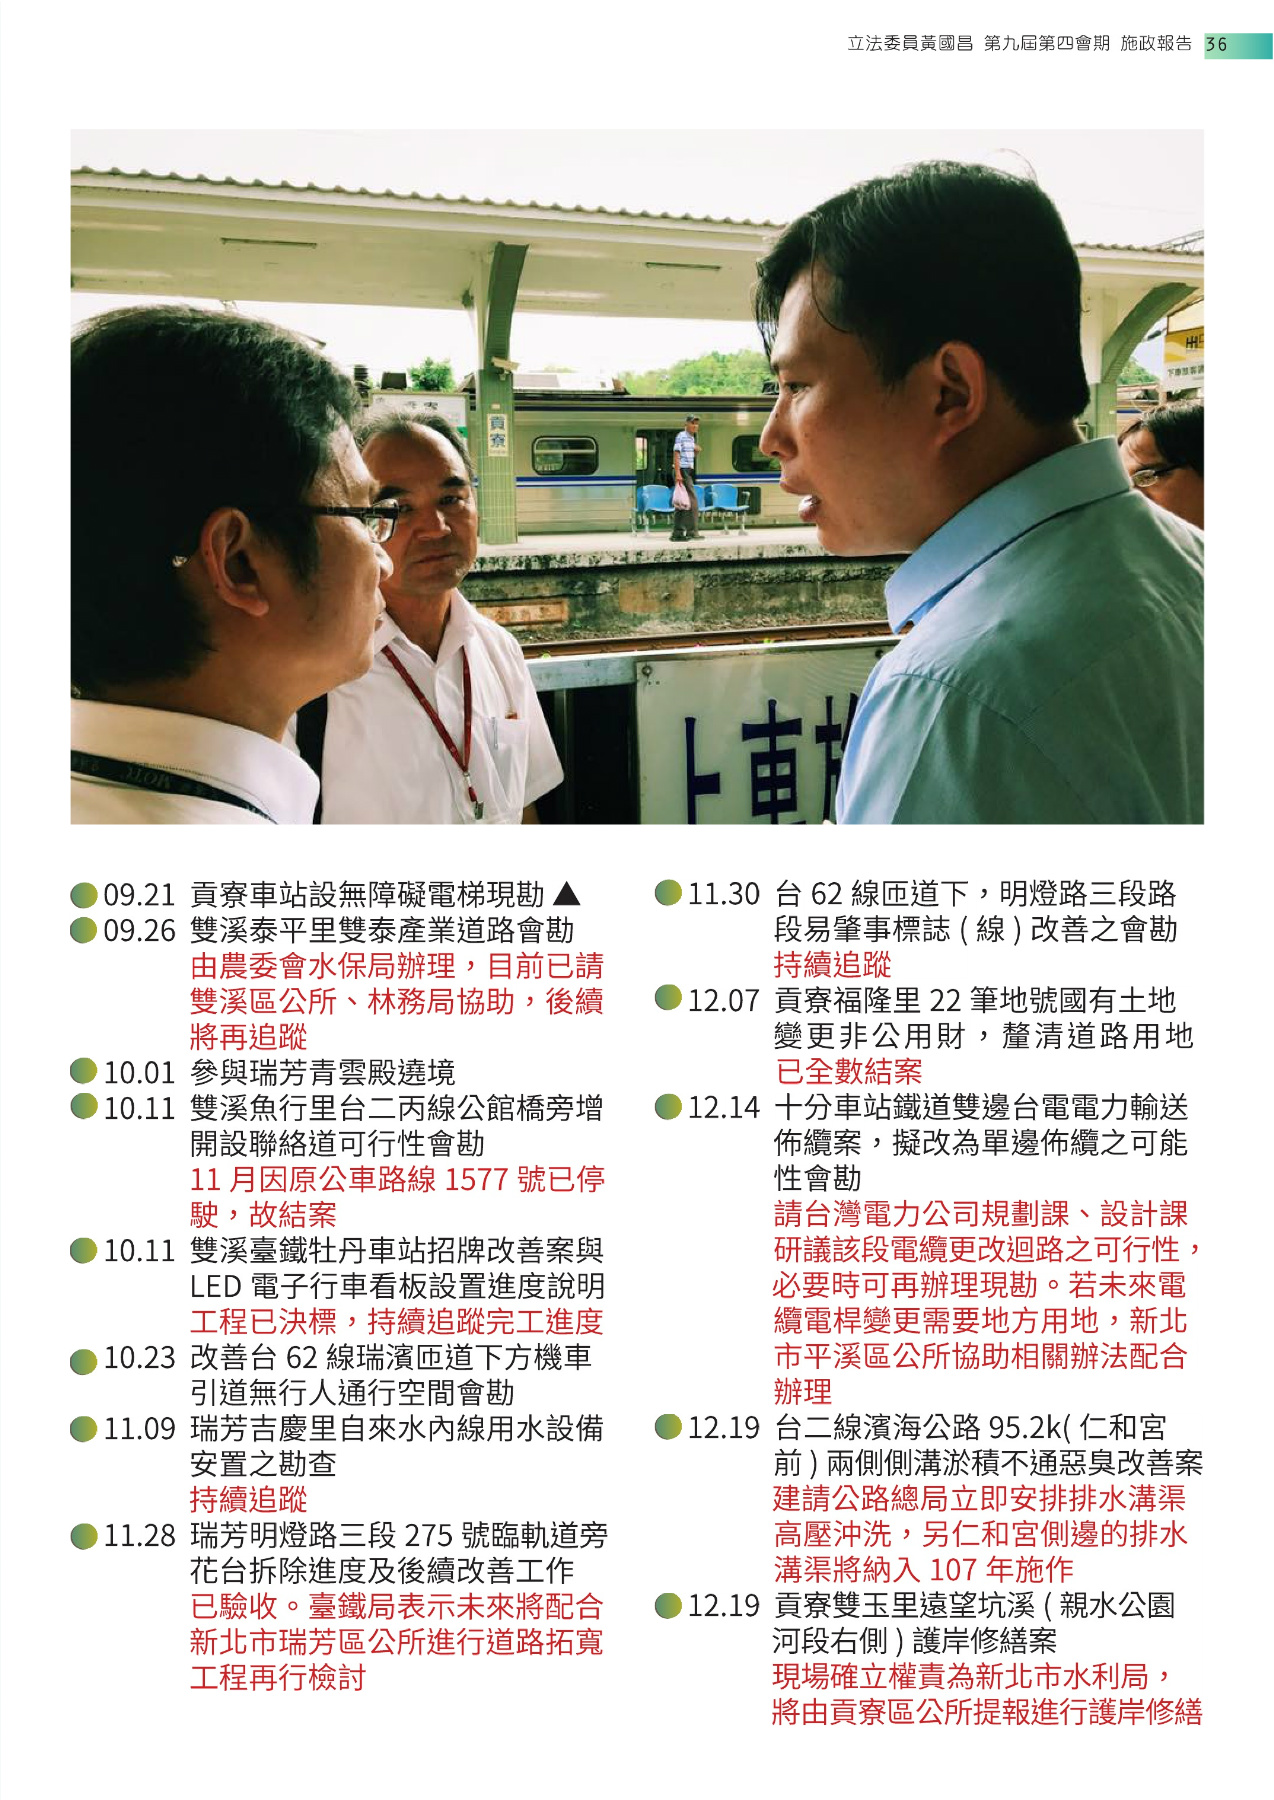 立法委員黃國昌 第九屆第四會期 施政報告 36
貢寮
上車旅
MOTC
09.21 貢寮車站設無障礙電梯現勘▲
09.26 雙溪泰平里雙泰產業道路會勘
由農委會水保局辦理，目前已請
雙溪區公所、林務局協助，後續
將再追蹤
10.01 參與瑞芳青雲殿遶境
10.11 雙溪魚行里台二丙線公館橋旁增
開設聯絡道可行性會勘
11 月因原公車路線 1577 號已停
駛，故結案
10.11 雙溪臺鐵牡丹車站招牌改善案與
LED 電子行車看板設置進度說明
工程已決標，持續追蹤完工進度
10.23 改善台 62 線瑞濱匝道下方機車
引道無行人通行空間會勘
11.09 瑞芳吉慶里自來水內線用水設備
安置之勘查
持續追蹤
11.28 瑞芳明燈路三段 275 號臨軌道旁
花台拆除進度及後續改善工作
已驗收。臺鐵局表示未來將配合
新北市瑞芳區公所進行道路拓寬
工程再行檢討
11.30 台 62 線匝道下，明燈路三段路
段易肇事標誌 ( 線 ) 改善之會勘
持續追蹤
12.07 貢寮福隆里 22 筆地號國有土地
變更非公用財，釐清道路用地
已全數結案
12.14 十分車站鐵道雙邊台電電力輸送
佈纜案，擬改為單邊佈纜之可能
性會勘
請台灣電力公司規劃課、設計課
研議該段電纜更改迴路之可行性，
必要時可再辦理現勘。若未來電
纜電桿變更需要地方用地，新北
市平溪區公所協助相關辦法配合
辦理
12.19 台二線濱海公路 95.2k( 仁和宮
前 ) 兩側側溝淤積不通惡臭改善案
建請公路總局立即安排排水溝渠
高壓沖洗，另仁和宮側邊的排水
溝渠將納入 107 年施作
12.19 貢寮雙玉里遠望坑溪 ( 親水公園
河段右側 ) 護岸修繕案
現場確立權責為新北市水利局，
將由貢寮區公所提報進行護岸修繕